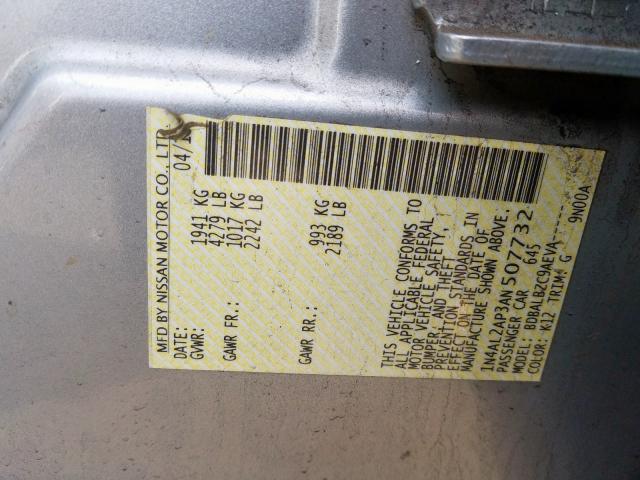 MFD BY NISSAN MOTOR CO., LTD.
DATE: 04/1
GVWR: 1941 KG
4279 LB
GAWR FR.: 1017 KG
2242 LB
GAWR RR.: 993 KG
2189 LB
THIS VEHICLE CONFORMS TO
ALL APPLICABLE FEDERAL
MOTOR VEHICLE SAFETY,
BUMPER, AND THEFT
PREVENTION STANDARDS IN
EFFECT ON THE DATE OF
MANUFACTURE SHOWN ABOVE.
1N4AL2AP3AN507732
PASSENGER CAR 645
MODEL: BDBALBZC9AEVA---
COLOR: K12 TRIM: G 9N00A